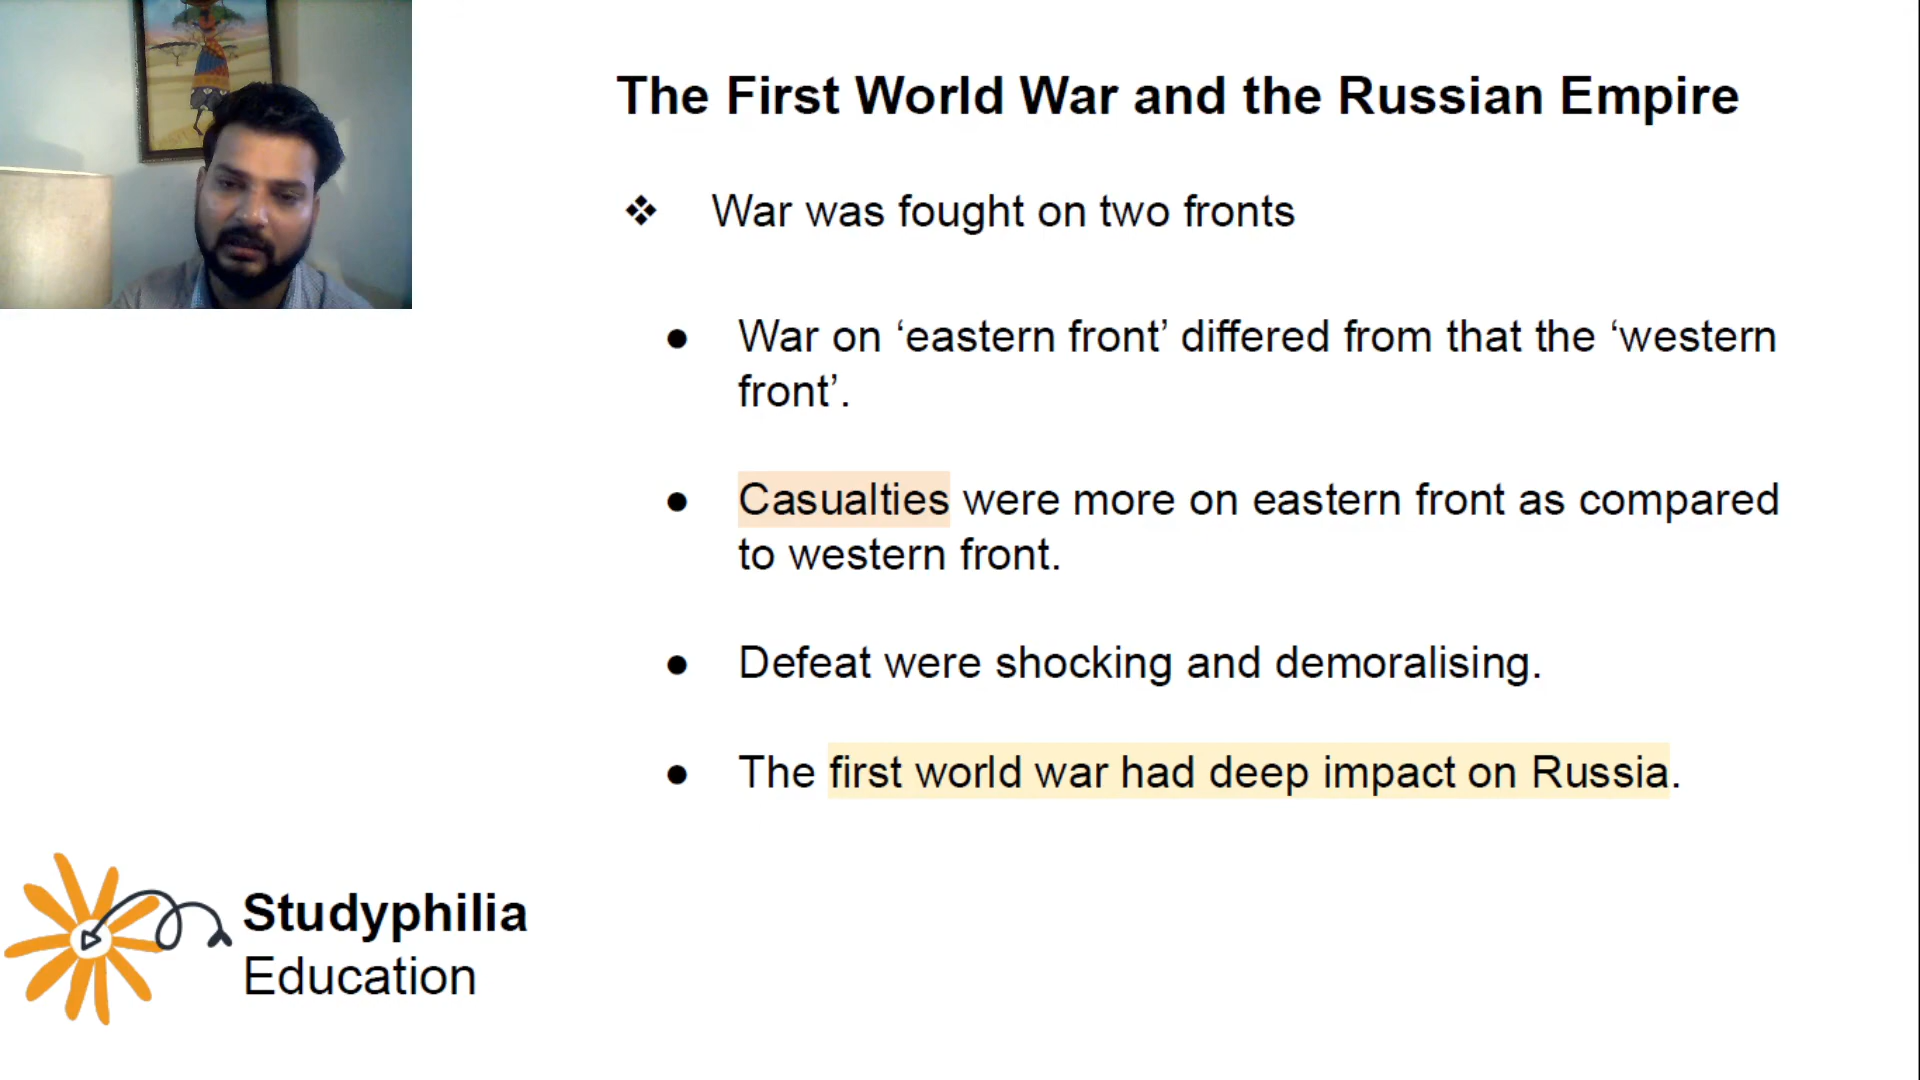 The First World War and the Russian Empire
❖ War was fought on two fronts
● War on ‘eastern front’ differed from that the ‘western
front’.
● Casualties were more on eastern front as compared
to western front.
● Defeat were shocking and demoralising.
● The first world war had deep impact on Russia.
Studyphilia
Education